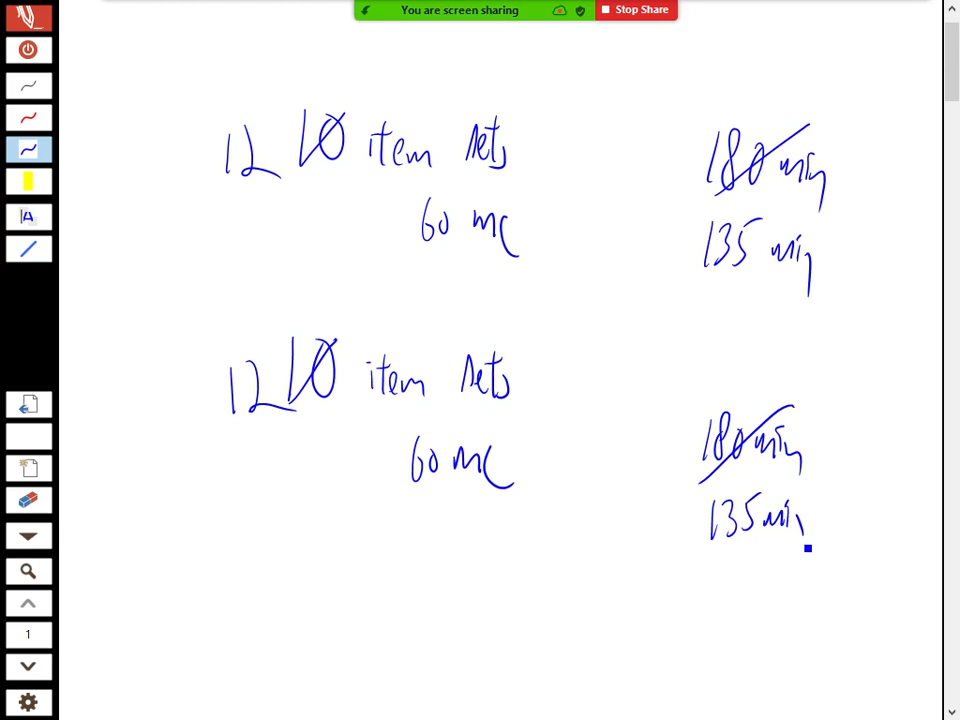 You are screen sharing
Stop Share
12 10 item sets
60 mc
180 min
135 min
12 10 item sets
60 mc
180 min
135 min
1